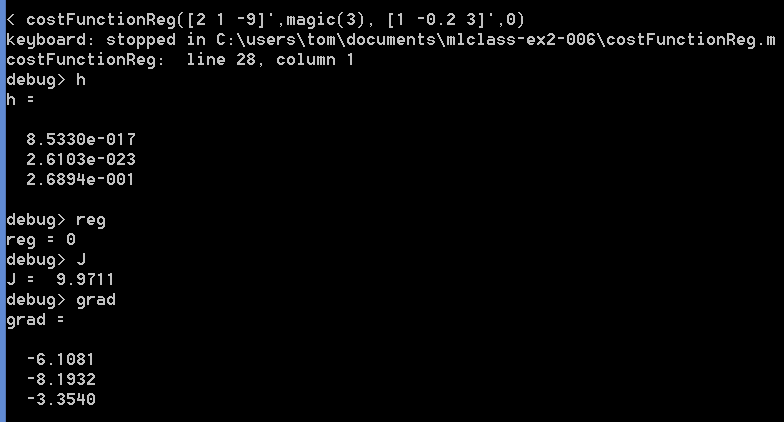 < costFunctionReg([2 1 -9]',magic(3), [1 -0.2 3]',0)
keyboard: stopped in C:\users\tom\documents\mlclass-ex2-006\costFunctionReg.m
costFunctionReg:  line 28, column 1
debug> h
h =
8.5330e-017
2.6103e-023
2.6894e-001
debug> reg
reg = 0
debug> J
J =  9.9711
debug> grad
grad =
-6.1081
-8.1932
-3.3540